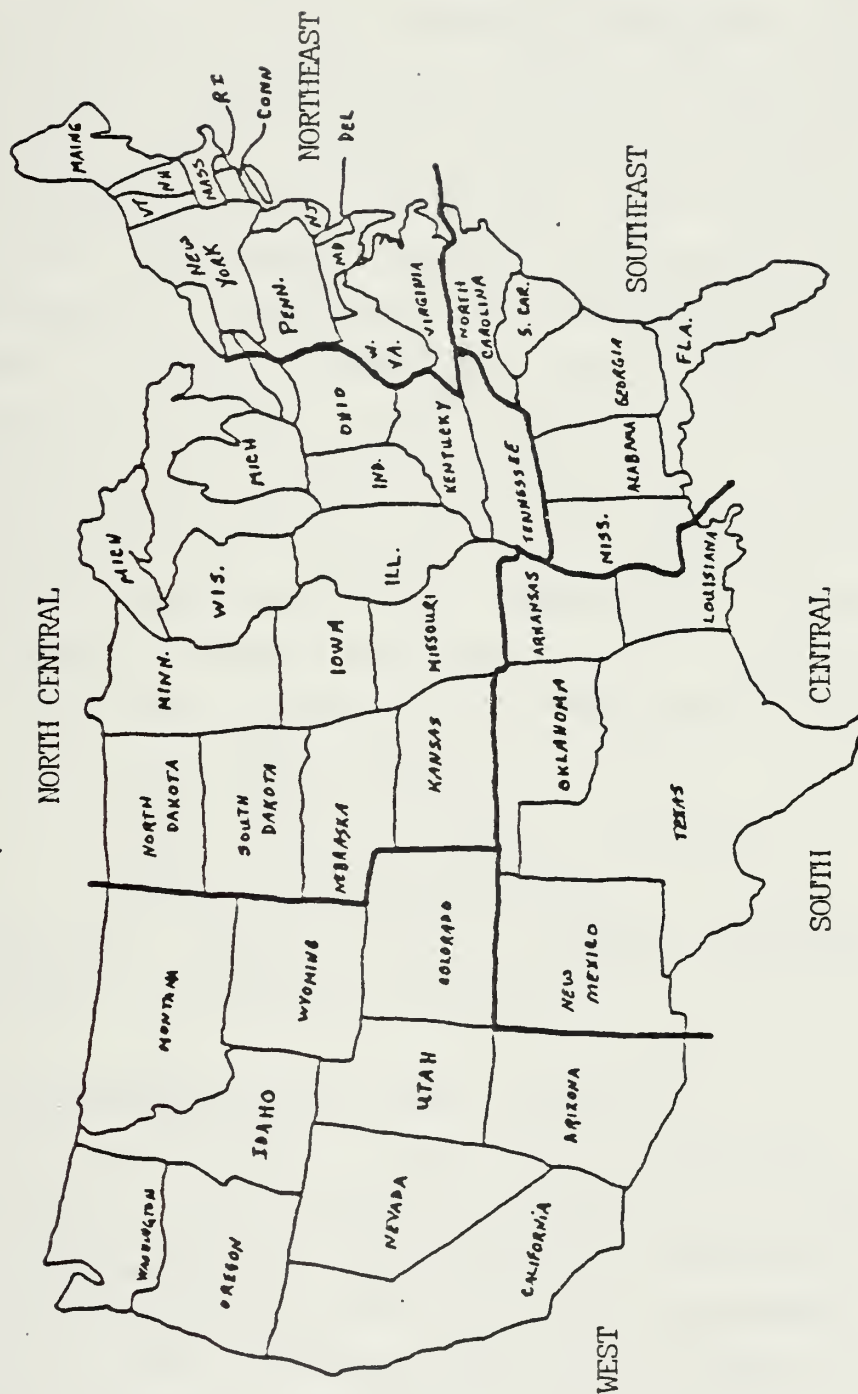 NORTH CENTRAL
NORTHEAST
SOUTHEAST
SOUTH CENTRAL
WEST
WASHINGTON
OREGON
CALIFORNIA
NEVADA
IDAHO
MONTANA
WYOMING
UTAH
COLORADO
ARIZONA
NEW
MEXICO
NORTH
DAKOTA
SOUTH
DAKOTA
NEBRASKA
KANSAS
OKLAHOMA
TEXAS
MINN.
IOWA
MISSOURI
ARKANSAS
LOUISIANA
WIS.
ILL.
MICH
MICH
IND.
OHIO
KENTUCKY
TENNESSEE
MISS.
ALABAMA
GEORGIA
FLA.
S. CAR.
NORTH
CAROLINA
VIRGINIA
W.
VA.
MD
DEL
PENN.
NJ
NEW
YORK
CONN
RI
MASS
VT
NH
MAINE